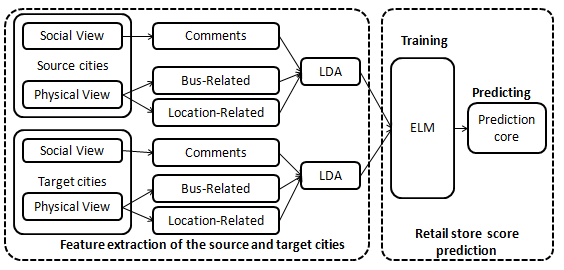 Social View
Comments
Source cities
Physical View
Bus-Related
Location-Related
LDA
Social View
Comments
Target cities
Physical View
Bus-Related
Location-Related
LDA
Feature extraction of the source and target cities
Training
ELM
Predicting
Prediction
core
Retail store score
prediction